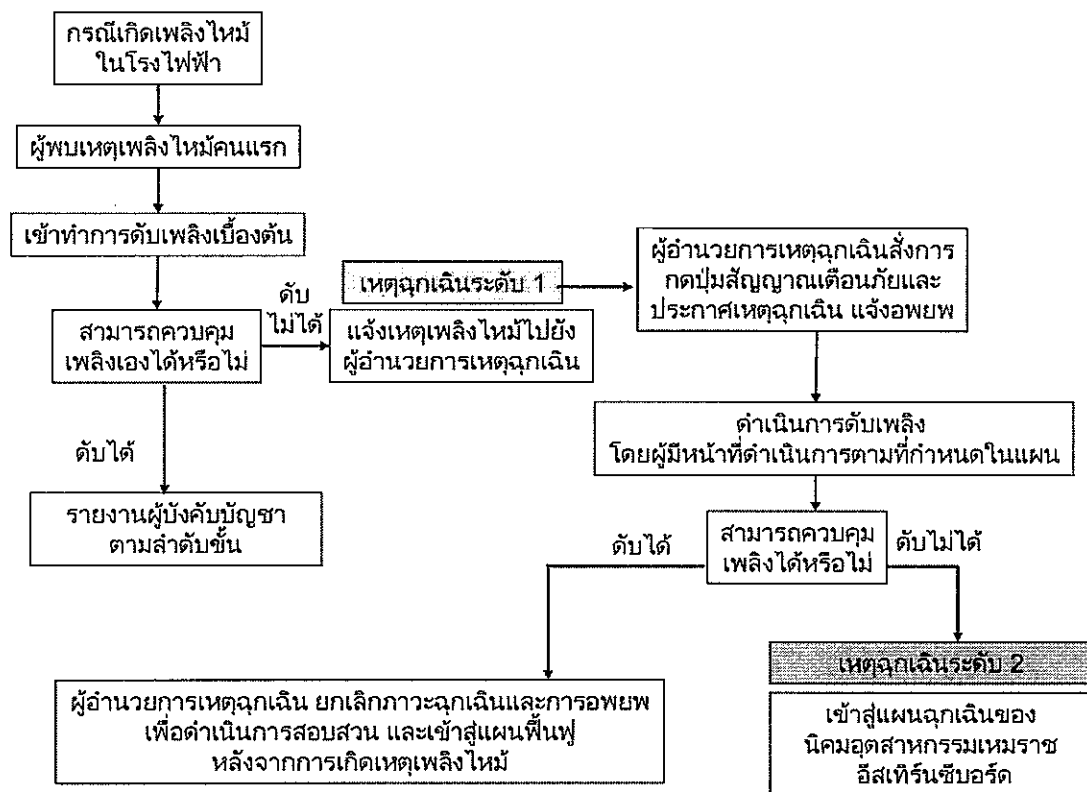 กรณีเกิดเพลิงไหม้
ในโรงไฟฟ้า
ผู้พบเหตุเพลิงไหม้คนแรก
เข้าทำการดับเพลิงเบื้องต้น
สามารถควบคุม
เพลิงเองได้หรือไม่
ดับ
ไม่ได้
เหตุฉุกเฉินระดับ 1
แจ้งเหตุเพลิงไหม้ไปยัง
ผู้อำนวยการเหตุฉุกเฉิน
ผู้อำนวยการเหตุฉุกเฉินสั่งการ
กดปุ่มสัญญาณเตือนภัยและ
ประกาศเหตุฉุกเฉิน แจ้งอพยพ
ดับได้
รายงานผู้บังคับบัญชา
ตามลำดับขั้น
ดำเนินการดับเพลิง
โดยผู้มีหน้าที่ดำเนินการตามที่กำหนดในแผน
สามารถควบคุม
เพลิงได้หรือไม่
ดับได้
ดับไม่ได้
ผู้อำนวยการเหตุฉุกเฉิน ยกเลิกภาวะฉุกเฉินและการอพยพ
เพื่อดำเนินการสอบสวน และเข้าสู่แผนฟื้นฟู
หลังจากการเกิดเหตุเพลิงไหม้
เหตุฉุกเฉินระดับ 2
เข้าสู่แผนฉุกเฉินของ
นิคมอุตสาหกรรมเหมราช
อีสเทิร์นซีบอร์ด